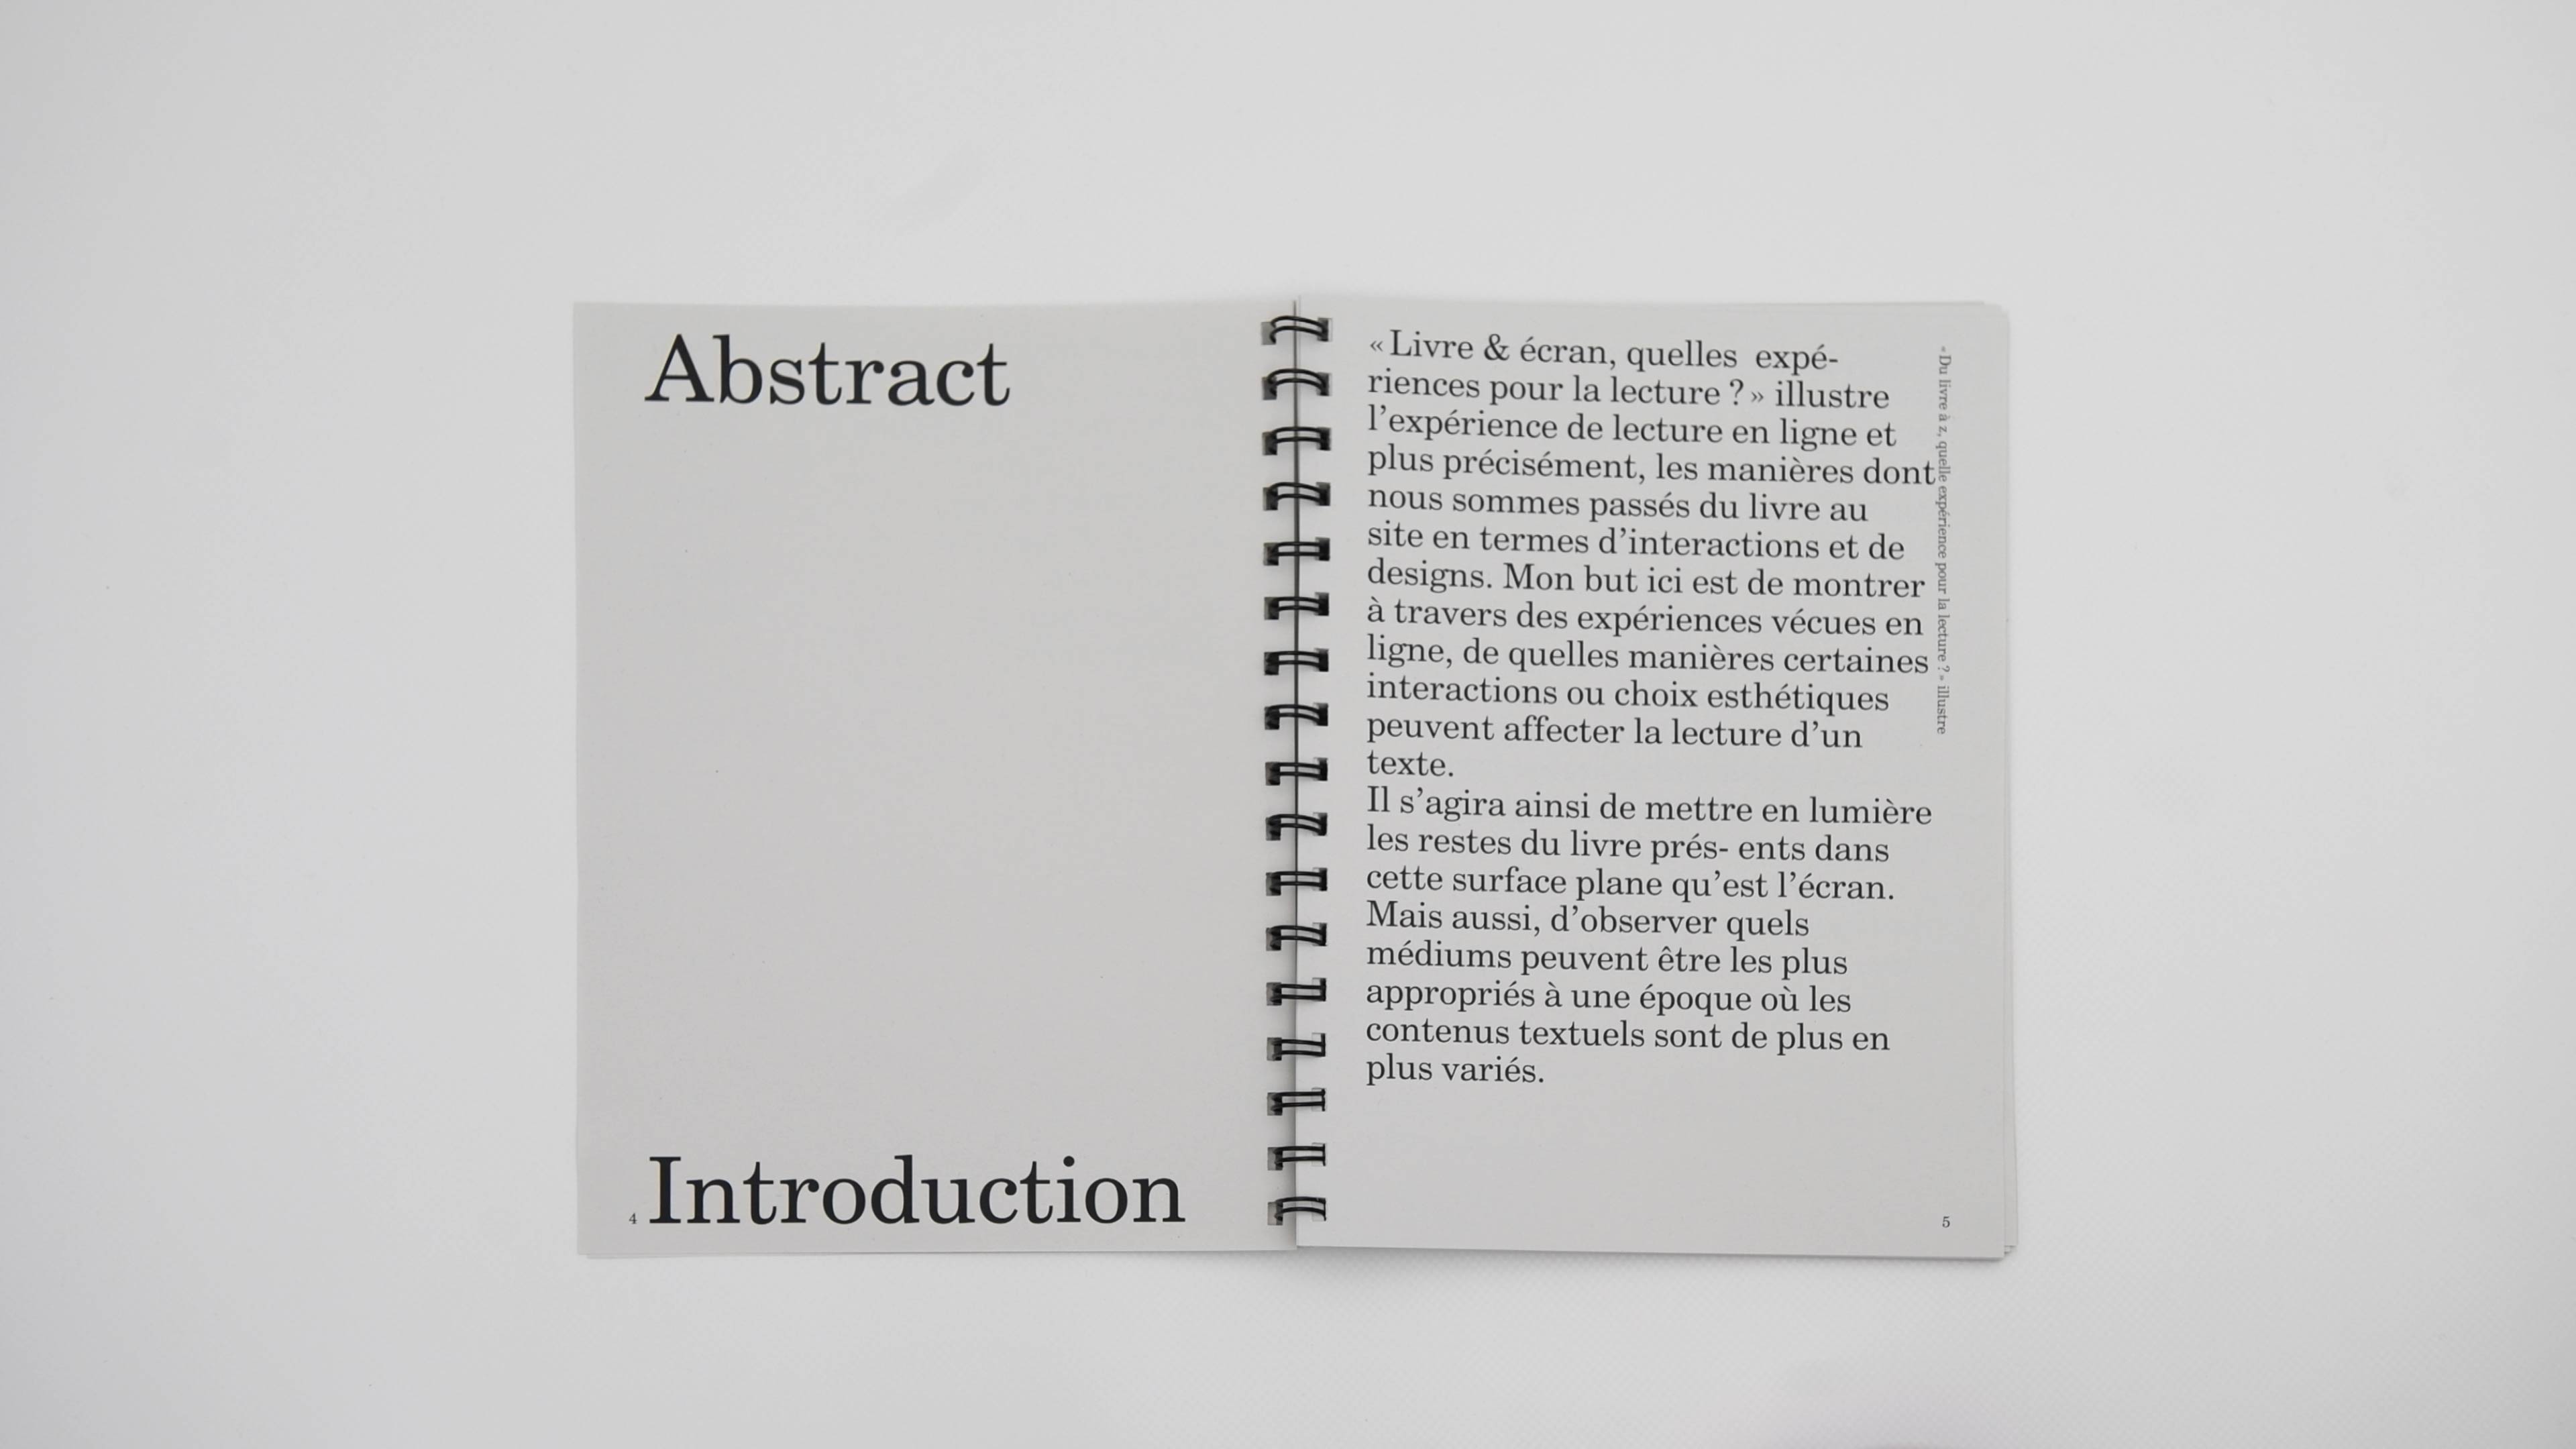 Abstract
4 Introduction
« Livre & écran, quelles  expé-
riences pour la lecture ? » illustre
l’expérience de lecture en ligne et
plus précisément, les manières dont
nous sommes passés du livre au
site en termes d’interactions et de
designs. Mon but ici est de montrer
à travers des expériences vécues en
ligne, de quelles manières certaines
interactions ou choix esthétiques
peuvent affecter la lecture d’un
texte.
Il s’agira ainsi de mettre en lumière
les restes du livre prés- ents dans
cette surface plane qu’est l’écran.
Mais aussi, d’observer quels
médiums peuvent être les plus
appropriés à une époque où les
contenus textuels sont de plus en
plus variés.
« Du livre à z, quelle expérience pour la lecture ? » illustre
5